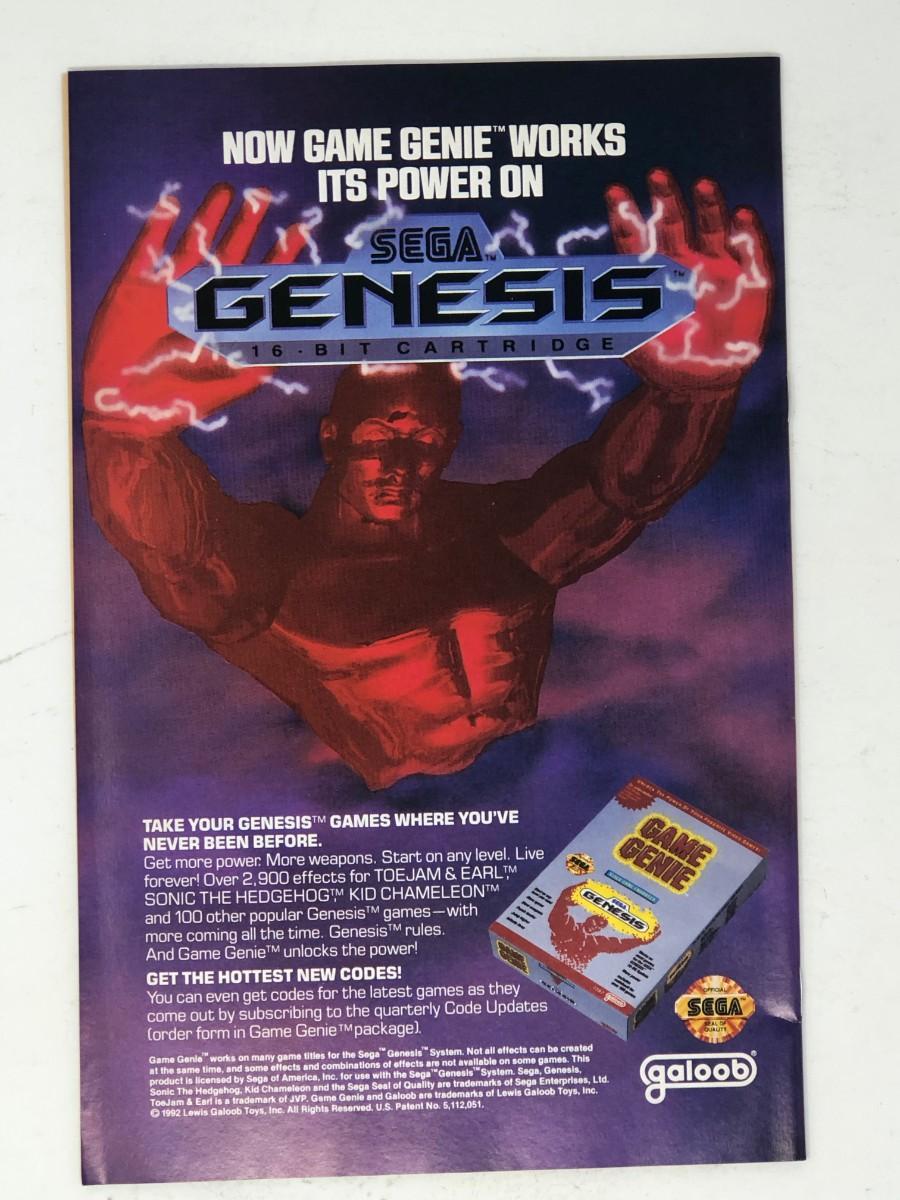 NOW GAME GENIE™ WORKS
ITS POWER ON
SEGA™
GENESIS™
16-BIT CARTRIDGE
TAKE YOUR GENESIS™ GAMES WHERE YOU'VE
NEVER BEEN BEFORE.
Get more power. More weapons. Start on any level. Live
forever! Over 2,900 effects for TOEJAM & EARL,™
SONIC THE HEDGEHOG,™ KID CHAMELEON™
and 100 other popular Genesis™ games—with
more coming all the time. Genesis™ rules.
And Game Genie™ unlocks the power!
GET THE HOTTEST NEW CODES!
You can even get codes for the latest games as they
come out by subscribing to the quarterly Code Updates
(order form in Game Genie™ package).
Game Genie™ works on many game titles for the Sega™ Genesis™ System. Not all effects can be created
at the same time, and some effects and combinations of effects are not available on some games. This
product is licensed by Sega of America, Inc. for use with the Sega™ Genesis™ System. Sega, Genesis,
Sonic The Hedgehog, Kid Chameleon and the Sega Seal of Quality are trademarks of Sega Enterprises, Ltd.
ToeJam & Earl is a trademark of JVP. Game Genie and Galoob are trademarks of Lewis Galoob Toys, Inc.
© 1992 Lewis Galoob Toys, Inc. All Rights Reserved. U.S. Patent No. 5,112,051.
GAME
GENIE
SEGA
GENESIS
GAME
GENIE
galoob
OFFICIAL
SEGA™
SEAL OF
QUALITY
galoob®